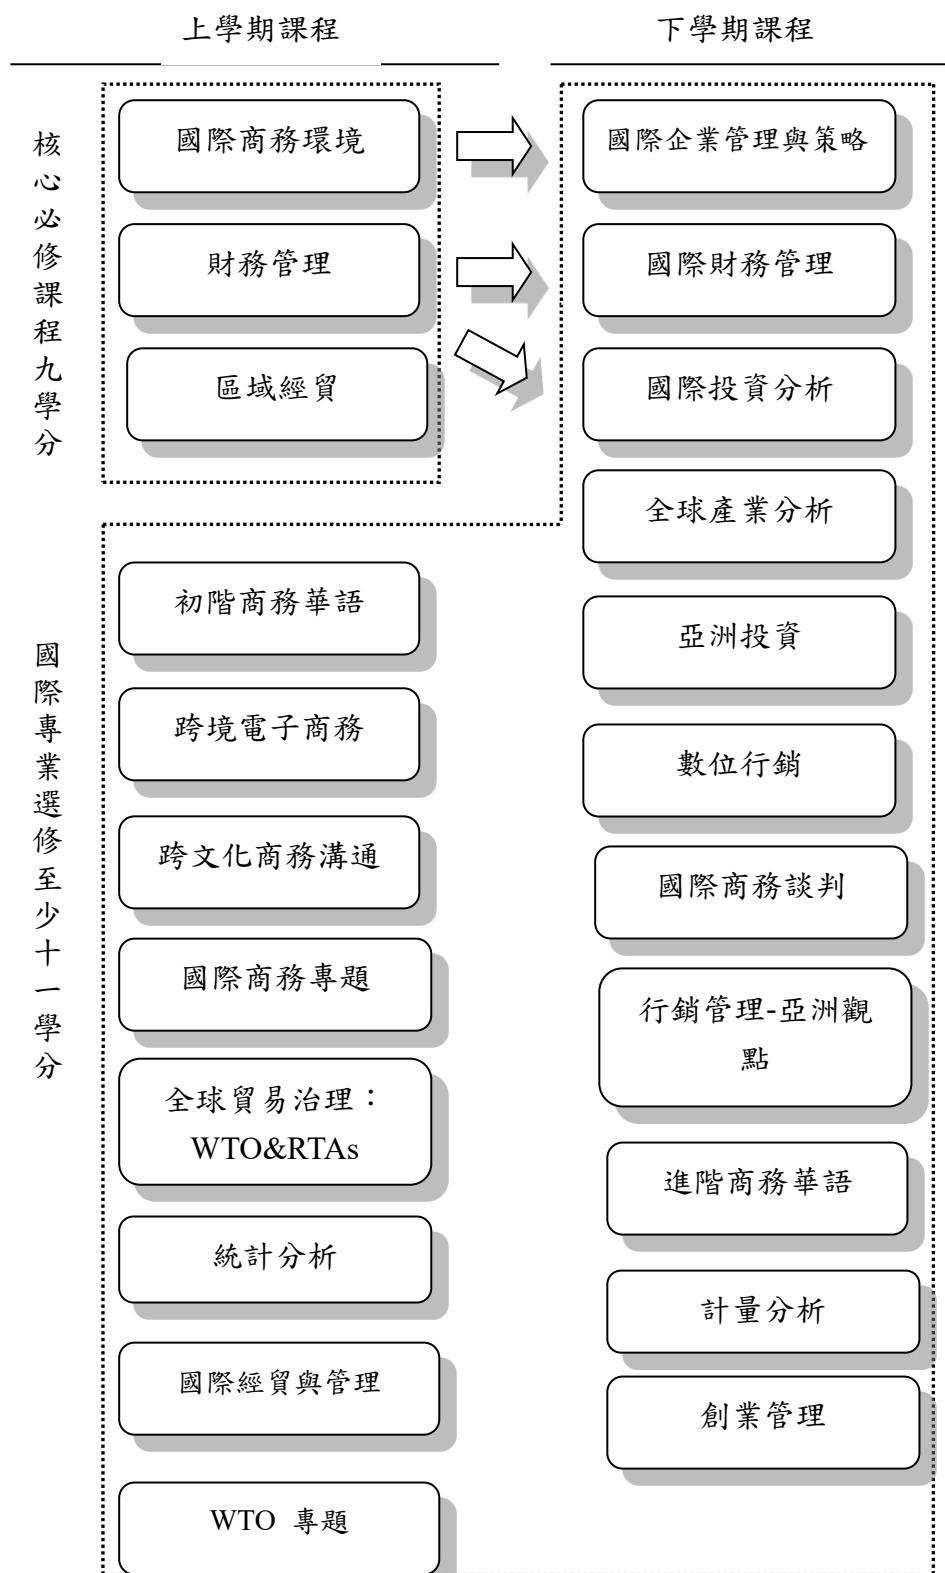 上學期課程
下學期課程
核心必修課程九學分
國際商務環境
財務管理
區域經貿
國際企業管理與策略
國際財務管理
國際投資分析
全球產業分析
亞洲投資
數位行銷
國際商務談判
行銷管理-亞洲觀
點
進階商務華語
計量分析
創業管理
國際專業選修至少十一學分
初階商務華語
跨境電子商務
跨文化商務溝通
國際商務專題
全球貿易治理：
WTO&RTAs
統計分析
國際經貿與管理
WTO 專題